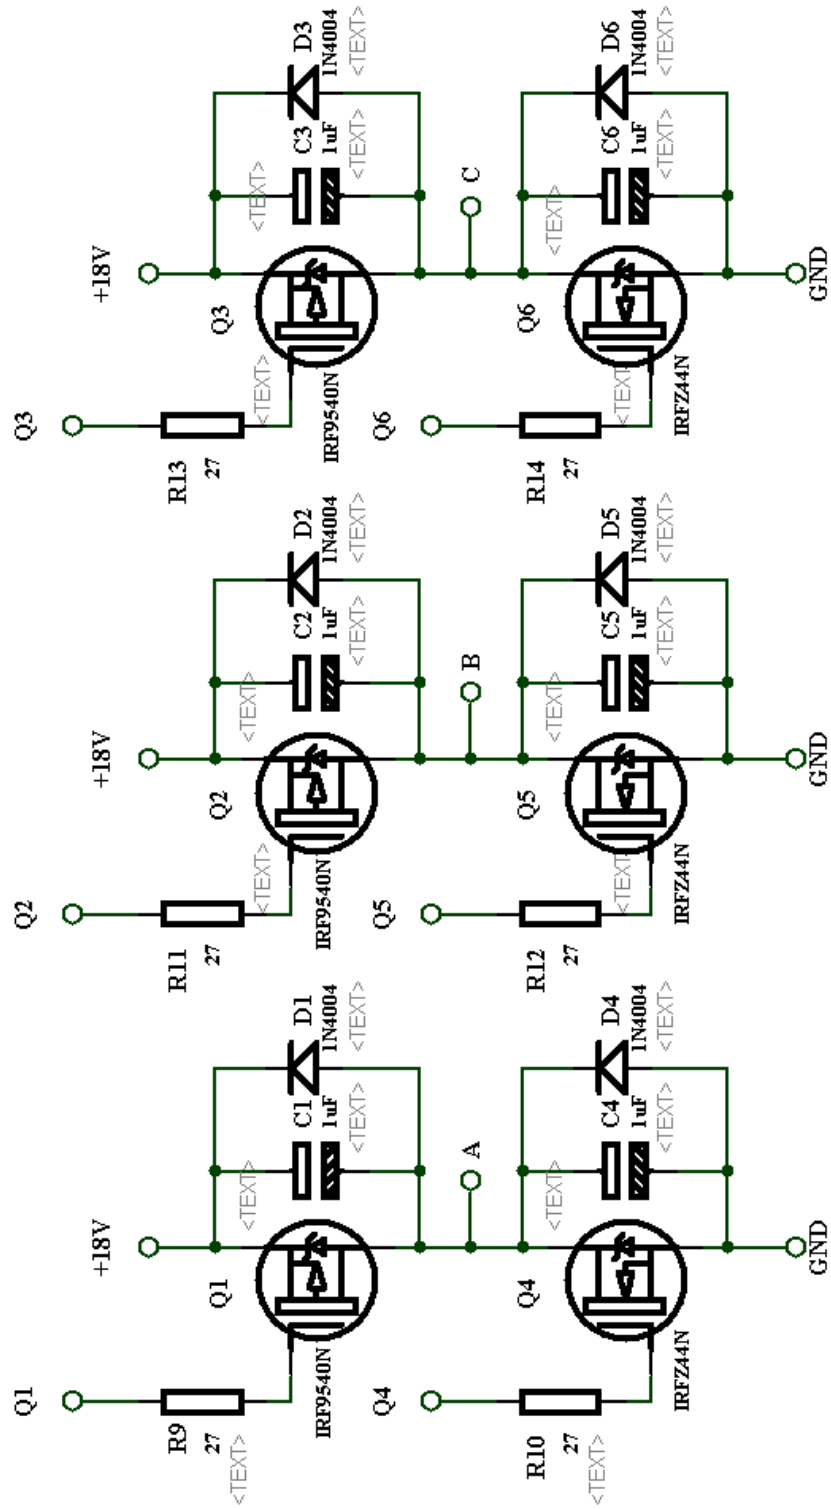 Q1
R9
27
<TEXT>
+18V
Q1
IRF9540N
<TEXT>
C1
1uF
<TEXT>
D1
1N4004
<TEXT>
A
Q4
R10
27
<TEXT>
Q4
IRFZ44N
C4
1uF
<TEXT>
D4
1N4004
<TEXT>
GND
Q2
R11
27
<TEXT>
+18V
Q2
IRF9540N
<TEXT>
C2
1uF
<TEXT>
D2
1N4004
<TEXT>
B
Q5
R12
27
<TEXT>
Q5
IRFZ44N
C5
1uF
<TEXT>
D5
1N4004
<TEXT>
GND
Q3
R13
27
<TEXT>
+18V
Q3
IRF9540N
<TEXT>
C3
1uF
<TEXT>
D3
1N4004
<TEXT>
C
Q6
R14
27
<TEXT>
Q6
IRFZ44N
<TEXT>
C6
1uF
<TEXT>
D6
1N4004
<TEXT>
GND